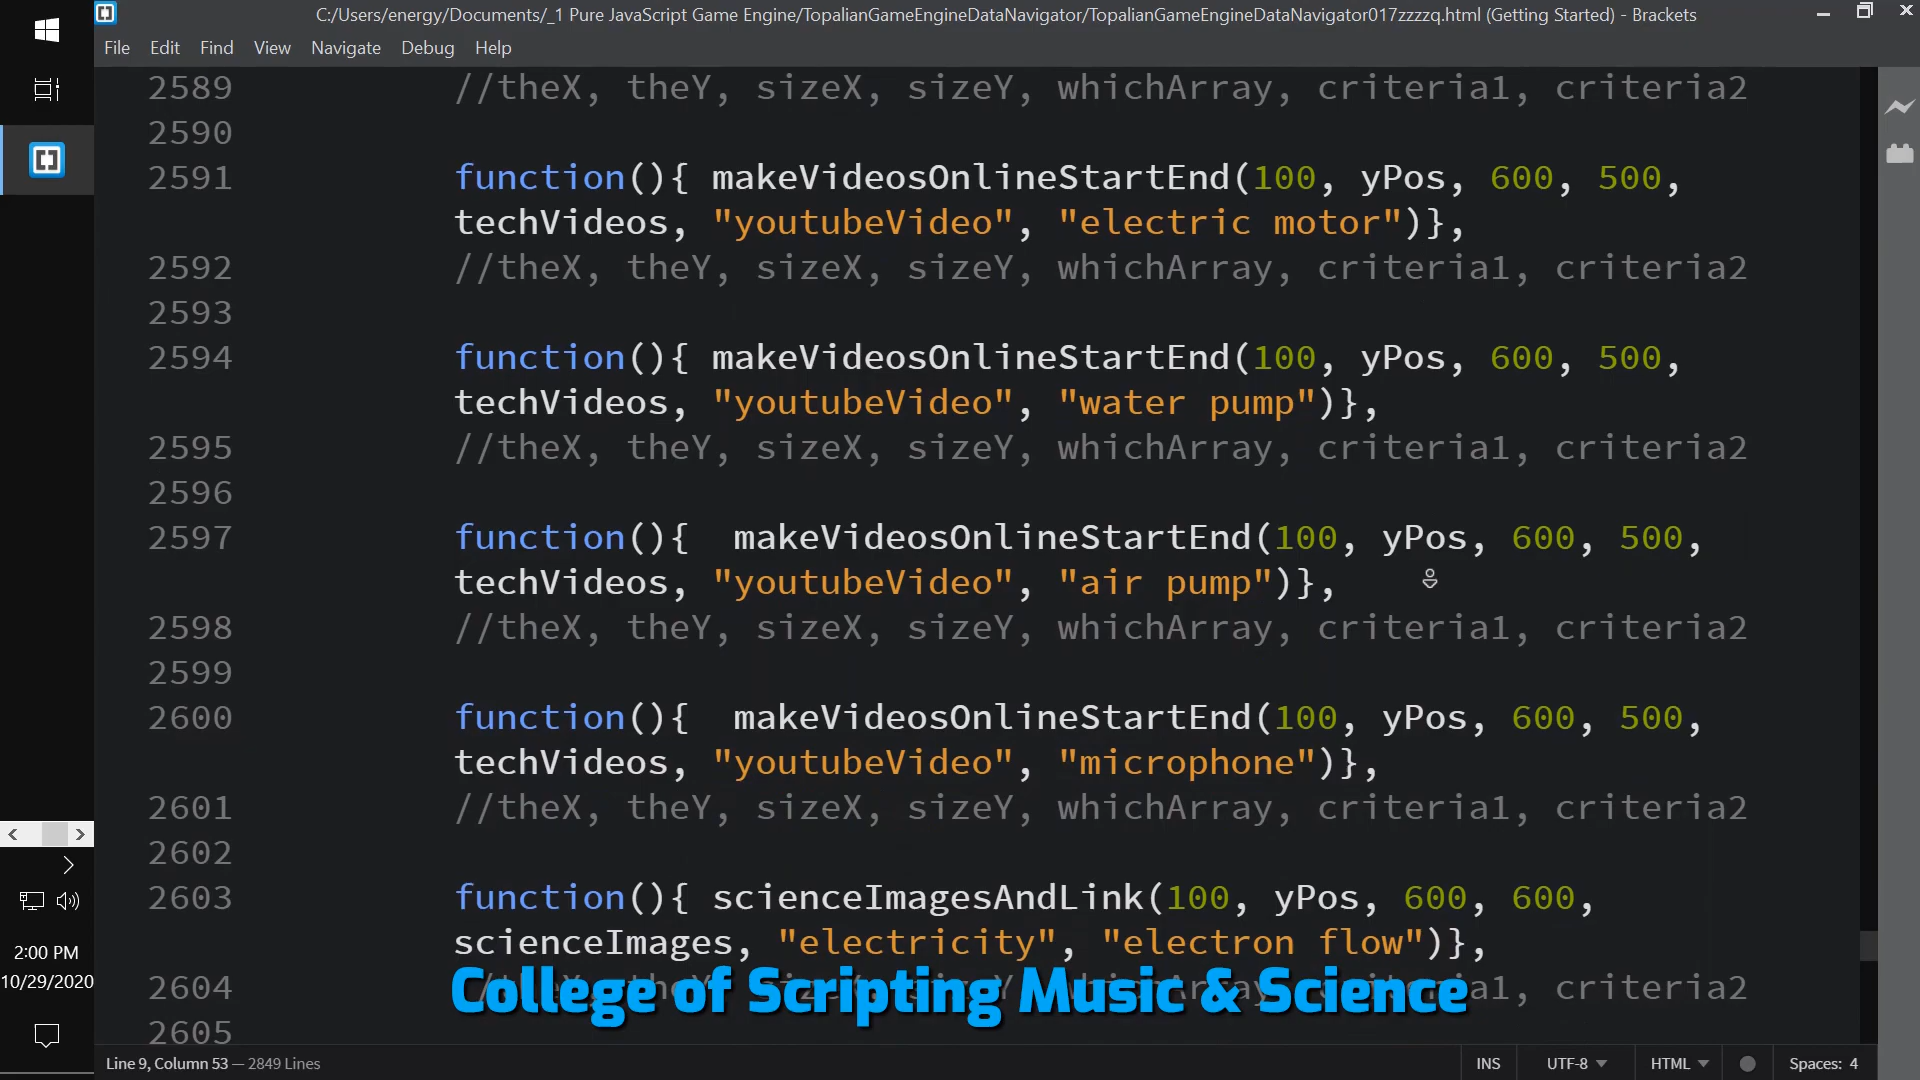 C:/Users/energy/Documents/_1 Pure JavaScript Game Engine/TopalianGameEngineDataNavigator/TopalianGameEngineDataNavigator017zzzzq.html (Getting Started) - Brackets
File Edit Find View Navigate Debug Help
2589 //theX, theY, sizeX, sizeY, whichArray, criteria1, criteria2
2590
2591 function(){ makeVideosOnlineStartEnd(100, yPos, 600, 500,
techVideos, "youtubeVideo", "electric motor")},
2592 //theX, theY, sizeX, sizeY, whichArray, criteria1, criteria2
2593
2594 function(){ makeVideosOnlineStartEnd(100, yPos, 600, 500,
techVideos, "youtubeVideo", "water pump")},
2595 //theX, theY, sizeX, sizeY, whichArray, criteria1, criteria2
2596
2597 function(){  makeVideosOnlineStartEnd(100, yPos, 600, 500,
techVideos, "youtubeVideo", "air pump")},
2598 //theX, theY, sizeX, sizeY, whichArray, criteria1, criteria2
2599
2600 function(){  makeVideosOnlineStartEnd(100, yPos, 600, 500,
techVideos, "youtubeVideo", "microphone")},
2601 //theX, theY, sizeX, sizeY, whichArray, criteria1, criteria2
2602
2603 function(){ scienceImagesAndLink(100, yPos, 600, 600,
scienceImages, "electricity", "electron flow")},
2604 criteria2
College of Scripting Music & Science
2605
2:00 PM
10/29/2020
Line 9, Column 53 — 2849 Lines
INS UTF-8 HTML Spaces: 4